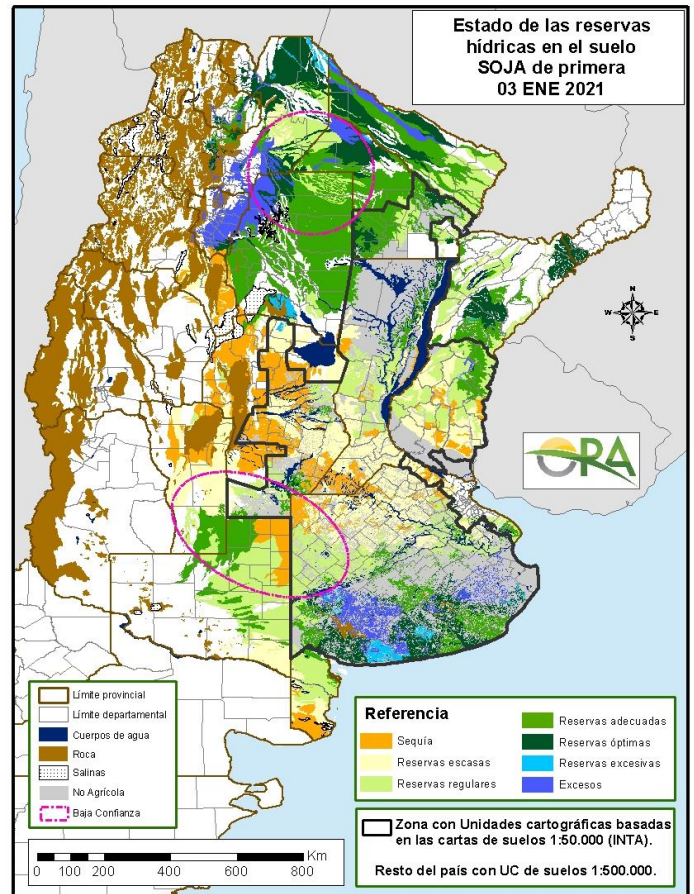 Estado de las reservas
hídricas en el suelo
SOJA de primera
03 ENE 2021
N
W E
S
ORA
Límite provincial
Límite departamental
Cuerpos de agua
Roca
Salinas
No Agrícola
Baja Confianza
Referencia
Sequía
Reservas escasas
Reservas regulares
Reservas adecuadas
Reservas óptimas
Reservas excesivas
Excesos
Zona con Unidades cartográficas basadas
en las cartas de suelos 1:50.000 (INTA).
Resto del país con UC de suelos 1:500.000.
Km
0 100 200 400 600 800